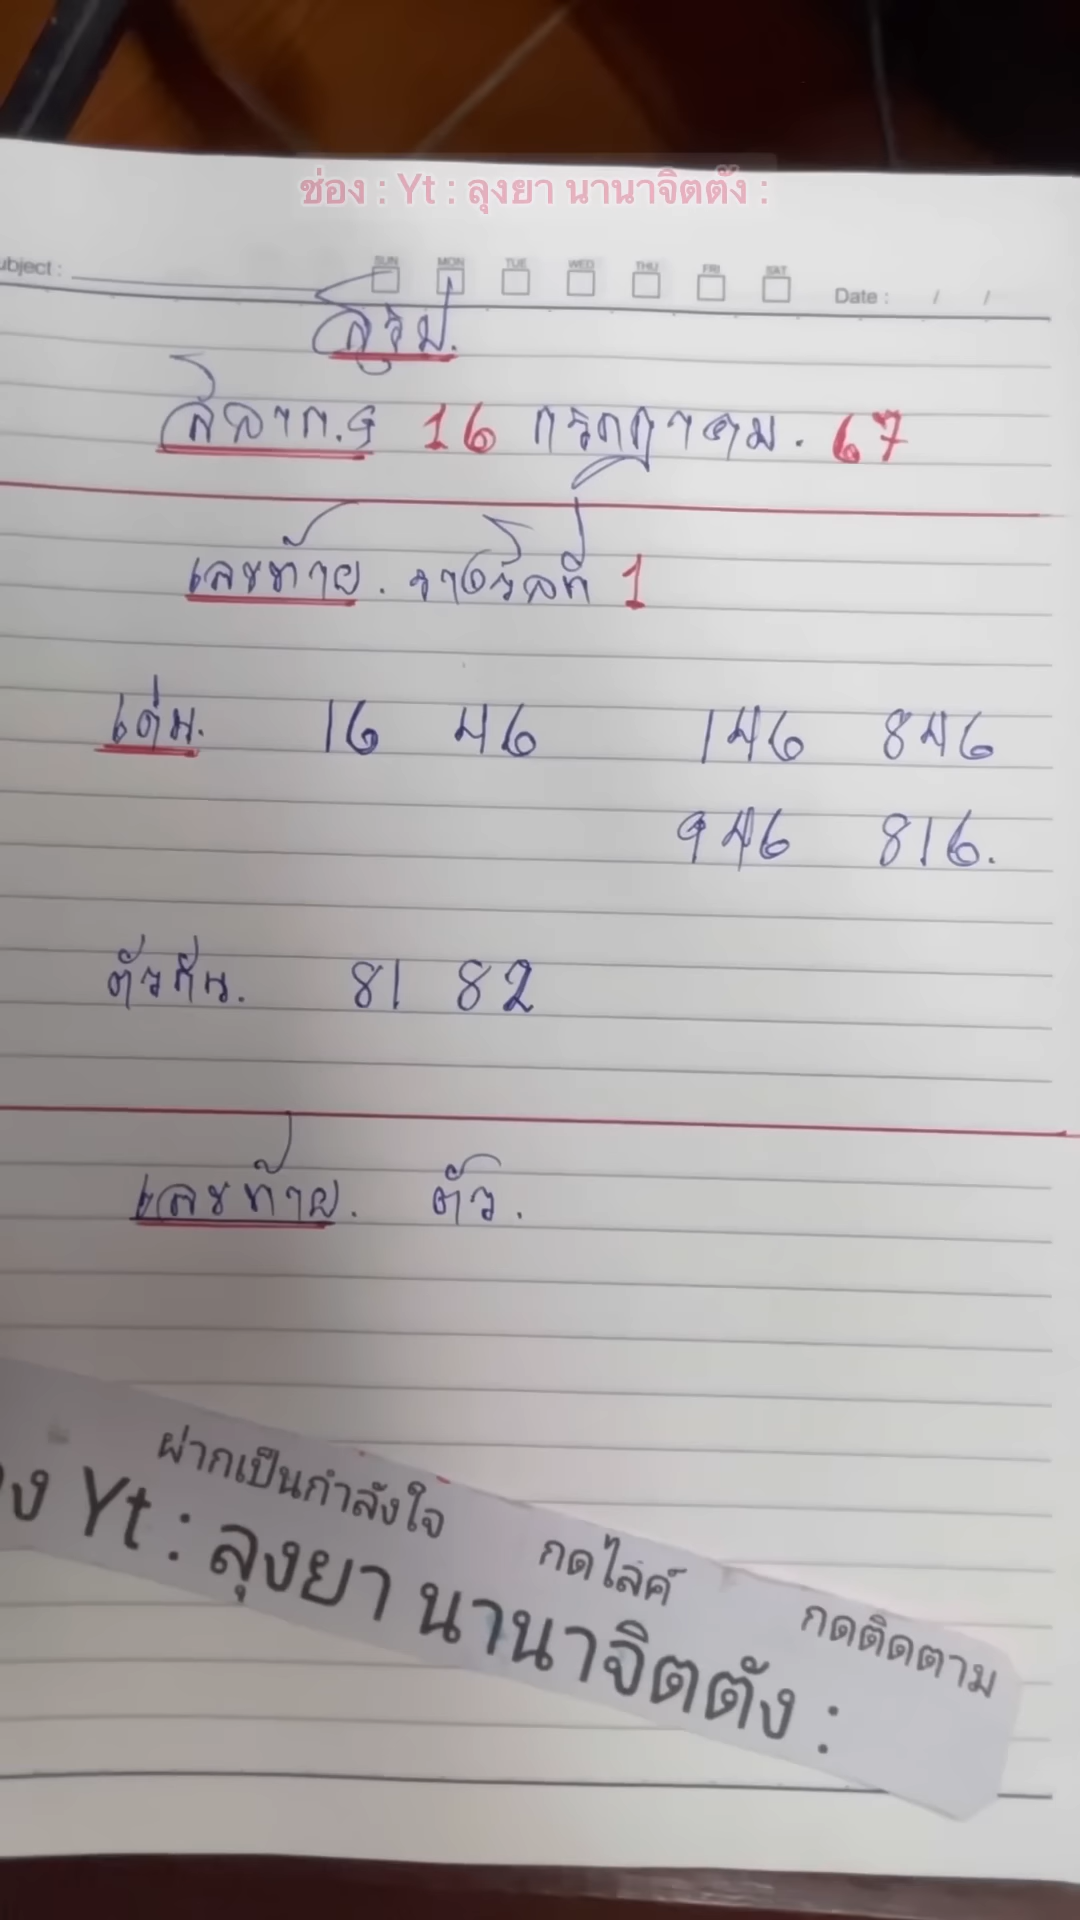 ช่อง : Yt : ลุงยา นานาจิตตัง :
ubject :
SUN MON TUE WED THU FRI SAT
Date : / /
สรุป.
สลาก.ฯ 16 กรกฎาคม. 67
เลขท้าย. รางวัลที่ 1
เด่น. 16 46 146 846
946 816.
ตัวกัน. 81 82
เลขท้าย. ตัว.
ฝากเป็นกำลังใจ กดไลค์ กดติดตาม
ง Yt : ลุงยา นานาจิตตัง :